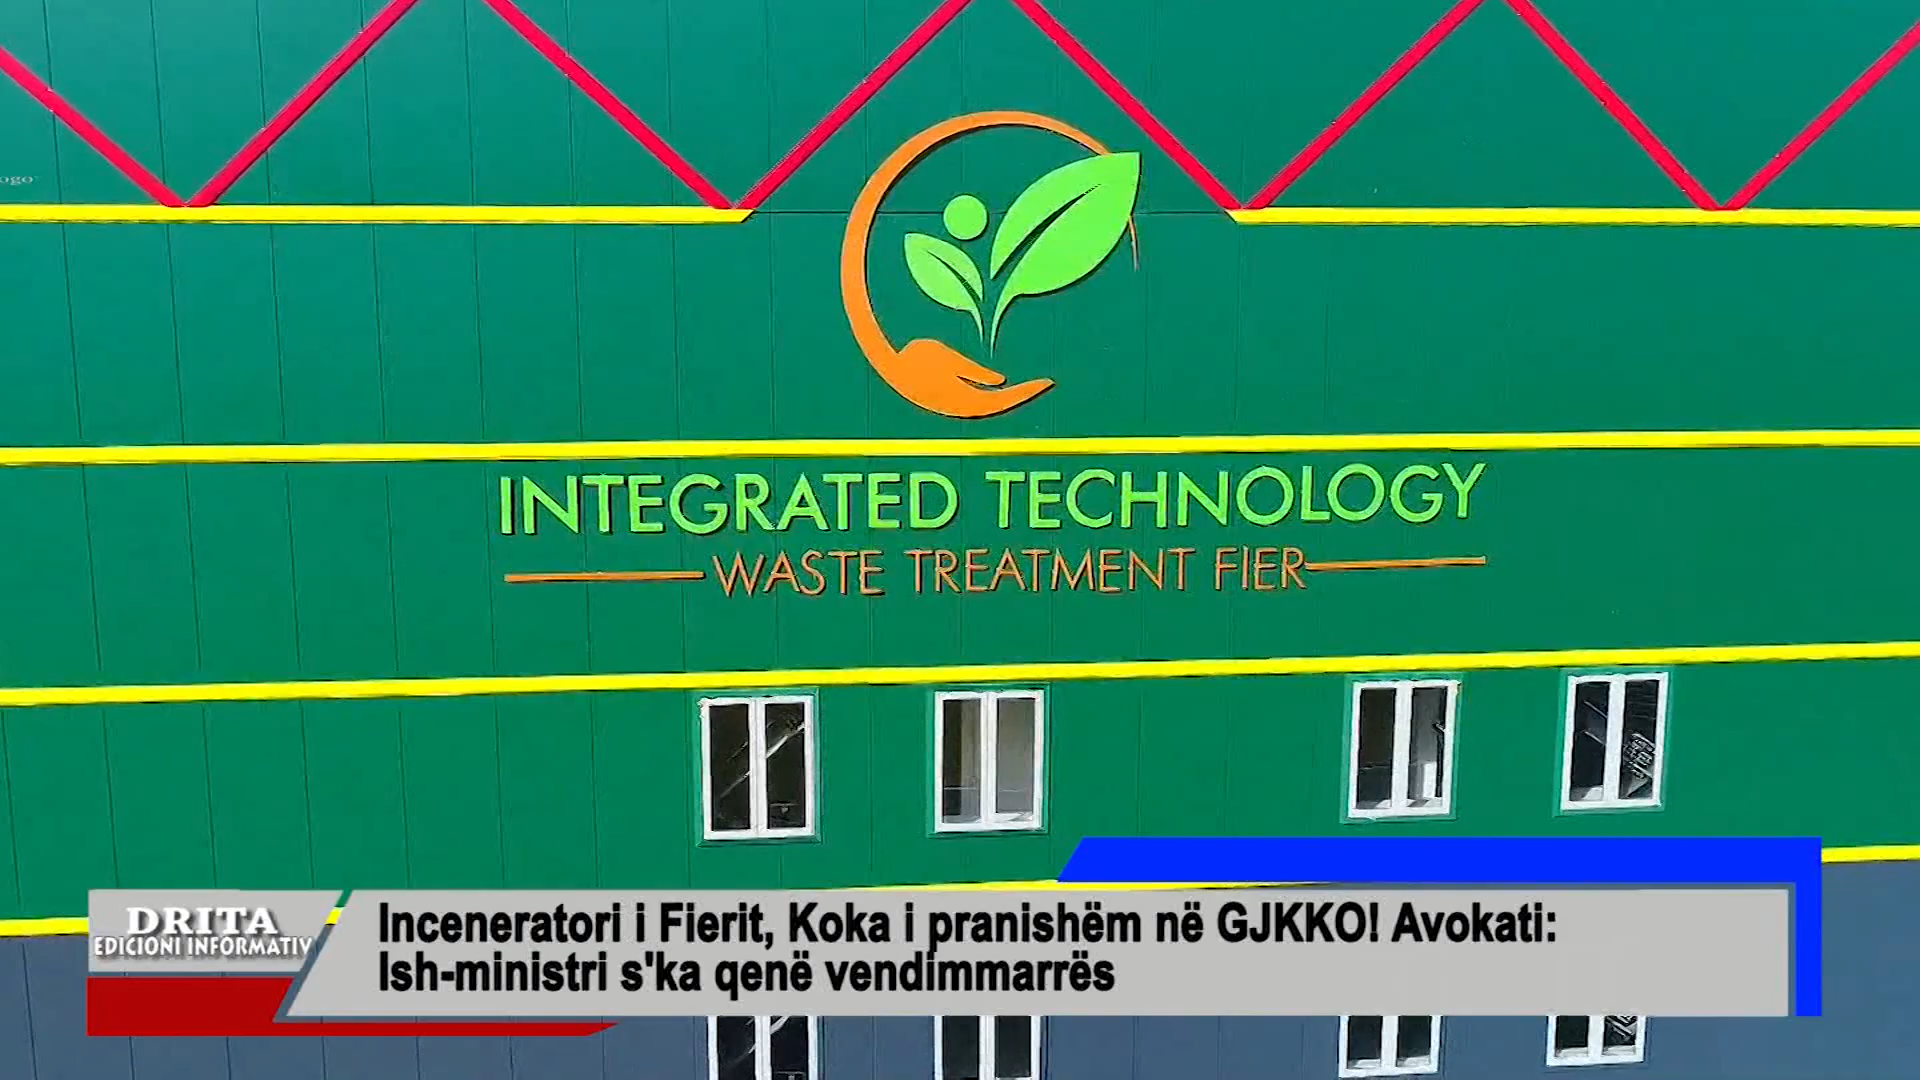 ogo
INTEGRATED TECHNOLOGY
WASTE TREATMENT FIER
DRITA
EDICIONI INFORMATIV
Inceneratori i Fierit, Koka i pranishëm në GJKKO! Avokati:
Ish-ministri s'ka qenë vendimmarrës